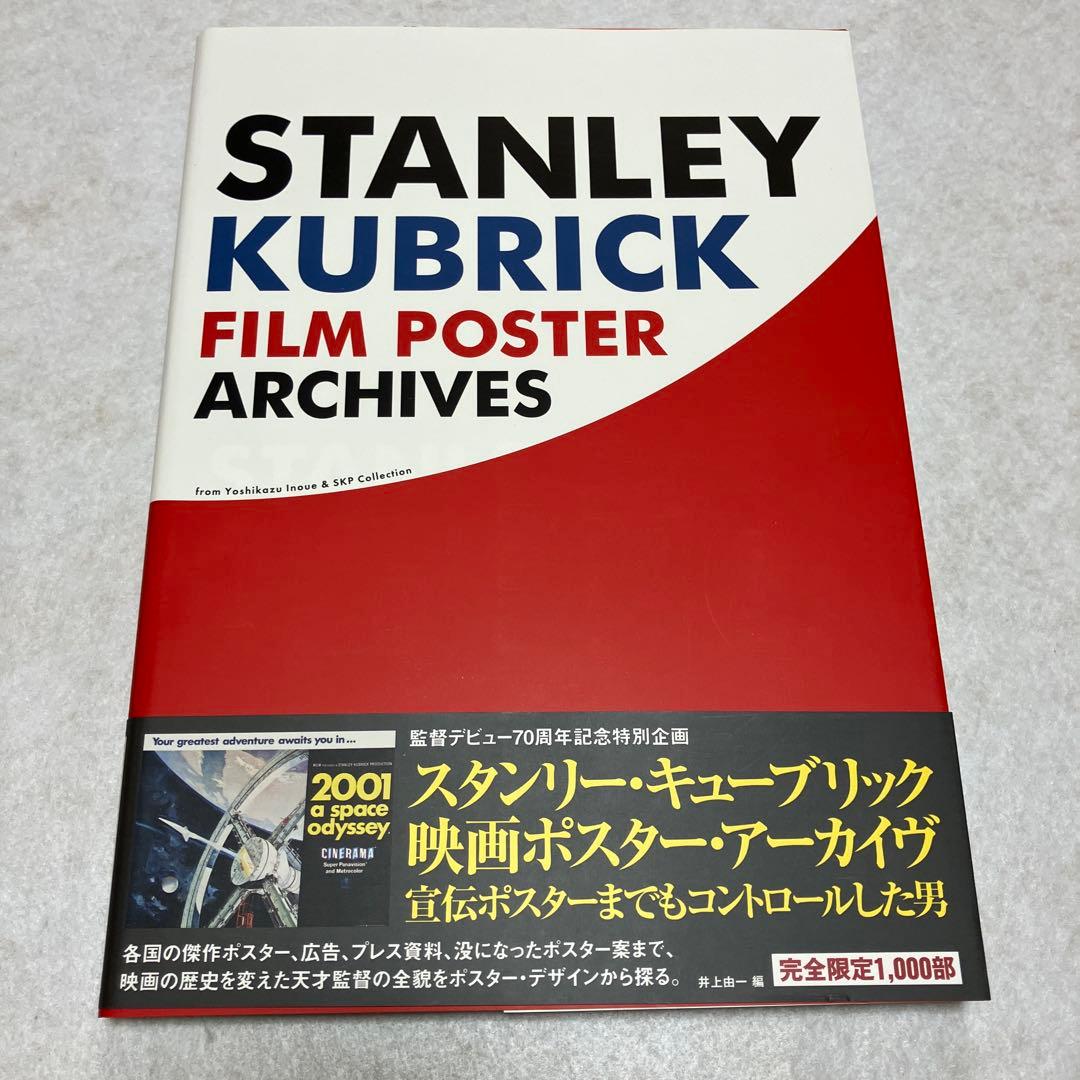 STANLEY
KUBRICK
FILM POSTER
ARCHIVES
from Yoshikazu Inoue & SKP Collection
監督デビュー70周年記念特別企画
スタンリー・キューブリック
映画ポスター・アーカイヴ
宣伝ポスターまでもコントロールした男
Your greatest adventure awaits you in...
2001
a space
odyssey
CINERAMA
Super Panavision
and Metrocolor
各国の傑作ポスター、広告、プレス資料、没になったポスター案まで、
映画の歴史を変えた天才監督の全貌をポスター・デザインから探る。
井上由一 編
完全限定1,000部